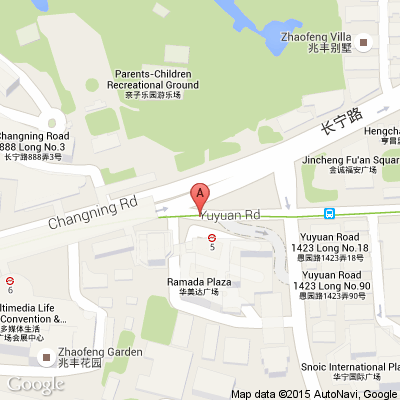 Zhaofeng Villa
兆丰别墅
Parents-Children
Recreational Ground
亲子乐园游乐场
长宁路
Changning Road
888 Long No.3
长宁路888弄3号
Hengcha
亨昌里
Jincheng Fu'an Square
金诚福安广场
A
Changning Rd
Yuyuan Rd
5
Yuyuan Road
1423 Long No.18
愚园路1423弄18号
Yuyuan Road
1423 Long No.90
愚园路1423弄90号
Ramada Plaza
华美达广场
6
ltimedia Life
Convention &...
多媒体生活
广场会展中心
Zhaofeng Garden
兆丰花园
Snoic International Pla
华宁国际广场
Google
Map data ©2015 AutoNavi, Google